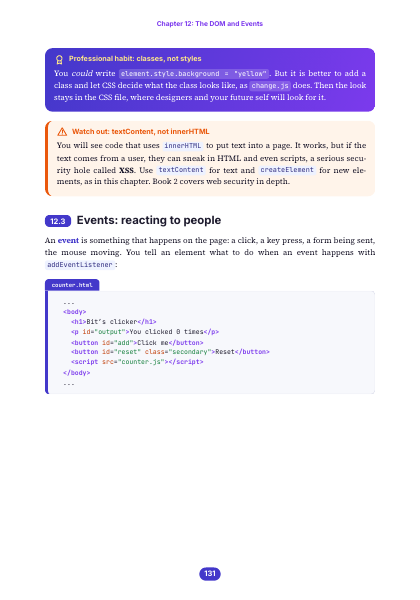 Chapter 12: The DOM and Events
Professional habit: classes, not styles
You could write element.style.background = "yellow". But it is better to add a
class and let CSS decide what the class looks like, as change.js does. Then the look
stays in the CSS file, where designers and your future self will look for it.
Watch out: textContent, not innerHTML
You will see code that uses innerHTML to put text into a page. It works, but if the
text comes from a user, they can sneak in HTML and even scripts, a serious secu-
rity hole called XSS. Use textContent for text and createElement for new ele-
ments, as in this chapter. Book 2 covers web security in depth.
12.3 Events: reacting to people
An event is something that happens on the page: a click, a key press, a form being sent,
the mouse moving. You tell an element what to do when an event happens with
addEventListener:
counter.html
...
<body>
<h1>Bit's clicker</h1>
<p id="output">You clicked 0 times</p>
<button id="add">Click me</button>
<button id="reset" class="secondary">Reset</button>
<script src="counter.js"></script>
</body>
...
131